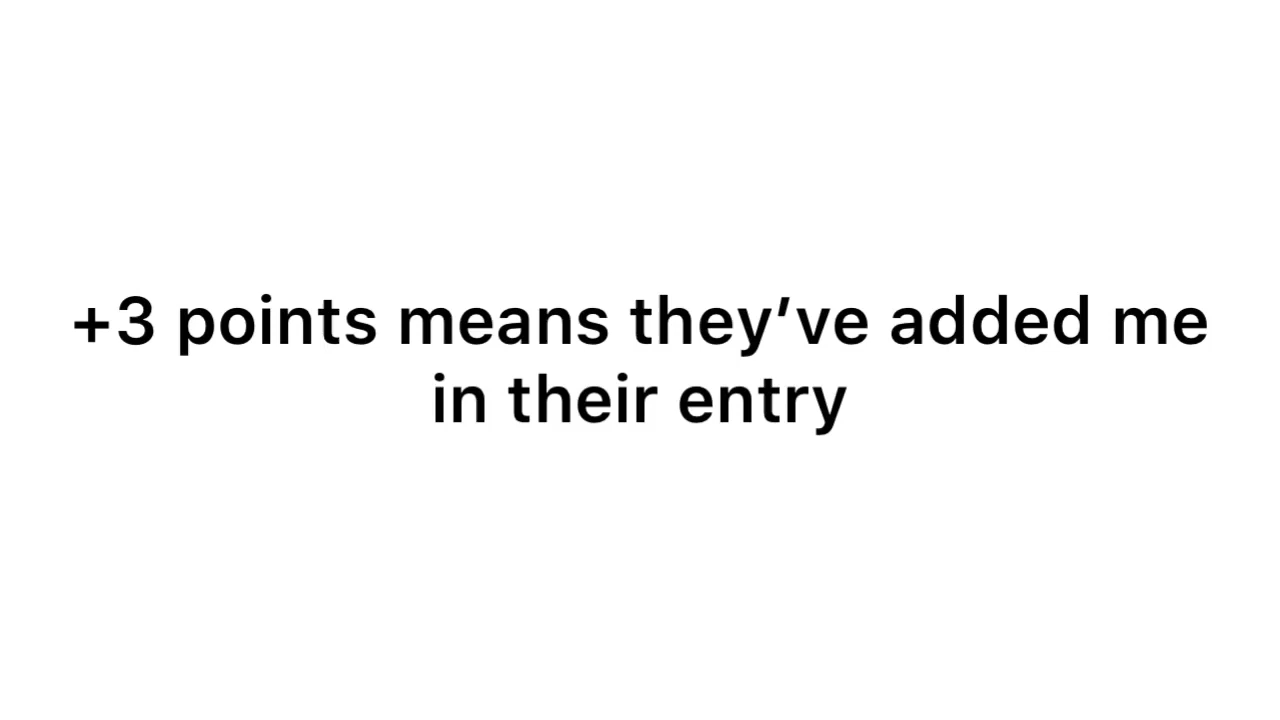 +3 points means they’ve added me
in their entry